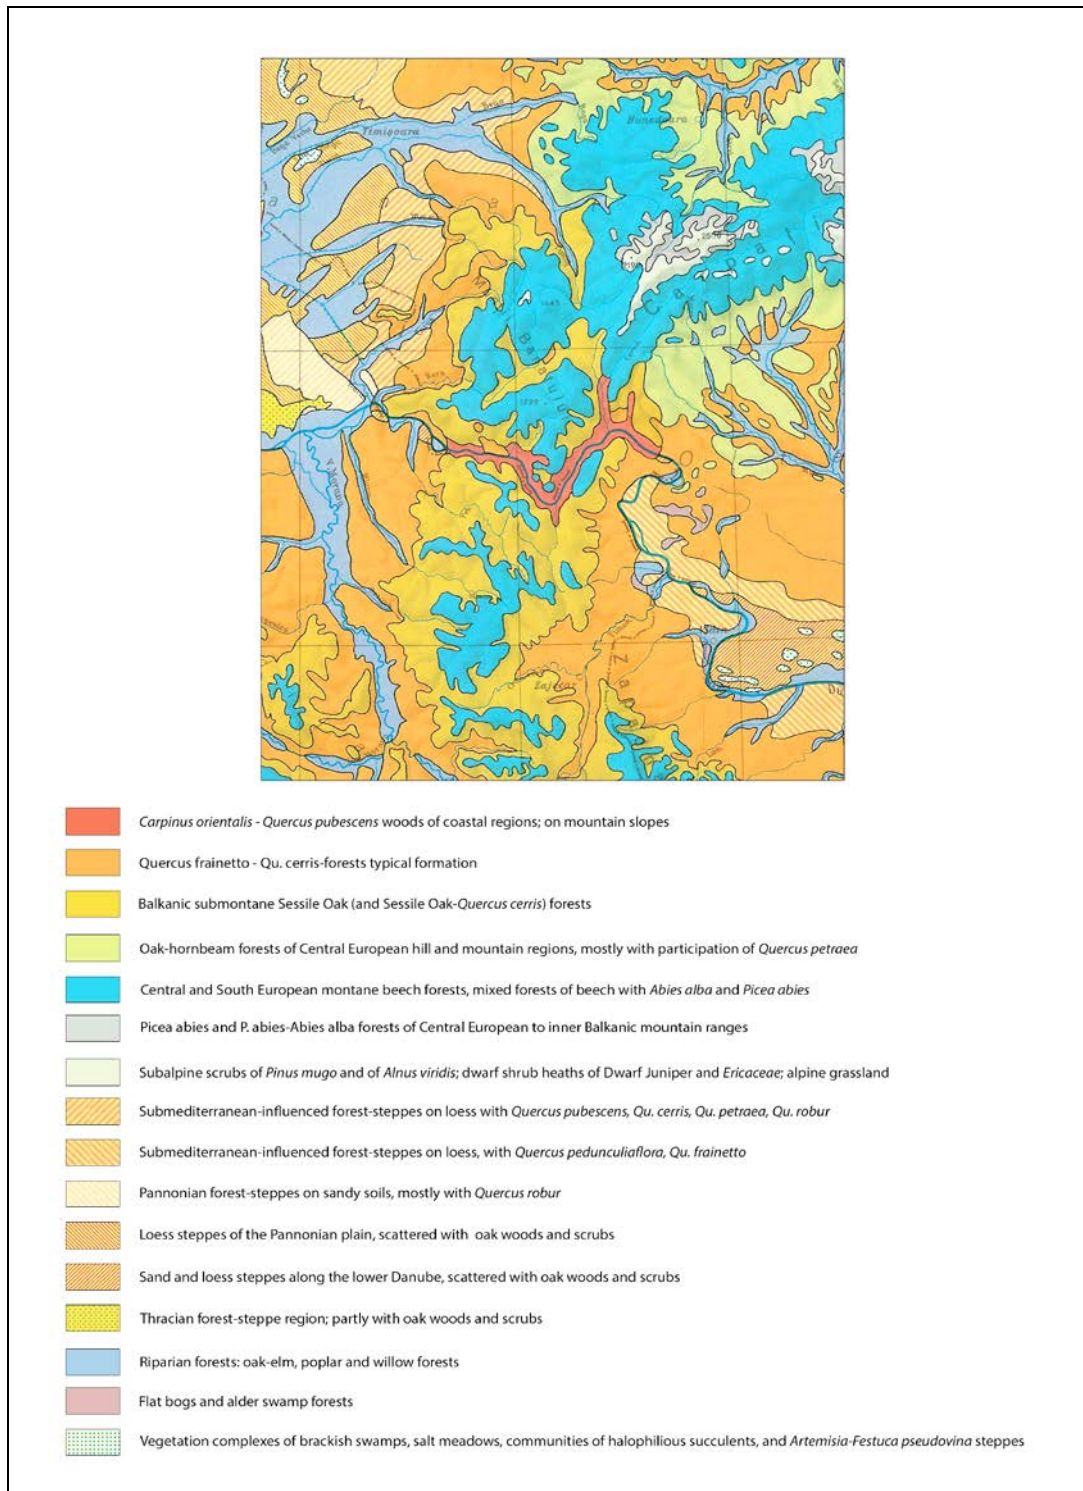 Timişoara
Hunedoara
Zaječar
Carpinus orientalis - Quercus pubescens woods of coastal regions; on mountain slopes
Quercus frainetto - Qu. cerris-forests typical formation
Balkanic submontane Sessile Oak (and Sessile Oak-Quercus cerris) forests
Oak-hornbeam forests of Central European hill and mountain regions, mostly with participation of Quercus petraea
Central and South European montane beech forests, mixed forests of beech with Abies alba and Picea abies
Picea abies and P. abies-Abies alba forests of Central European to inner Balkanic mountain ranges
Subalpine scrubs of Pinus mugo and of Alnus viridis; dwarf shrub heaths of Dwarf Juniper and Ericaceae; alpine grassland
Submediterranean-influenced forest-steppes on loess with Quercus pubescens, Qu. cerris, Qu. petraea, Qu. robur
Submediterranean-influenced forest-steppes on loess, with Quercus pedunculiaflora, Qu. frainetto
Pannonian forest-steppes on sandy soils, mostly with Quercus robur
Loess steppes of the Pannonian plain, scattered with oak woods and scrubs
Sand and loess steppes along the lower Danube, scattered with oak woods and scrubs
Thracian forest-steppe region; partly with oak woods and scrubs
Riparian forests: oak-elm, poplar and willow forests
Flat bogs and alder swamp forests
Vegetation complexes of brackish swamps, salt meadows, communities of halophilious succulents, and Artemisia-Festuca pseudovina steppes